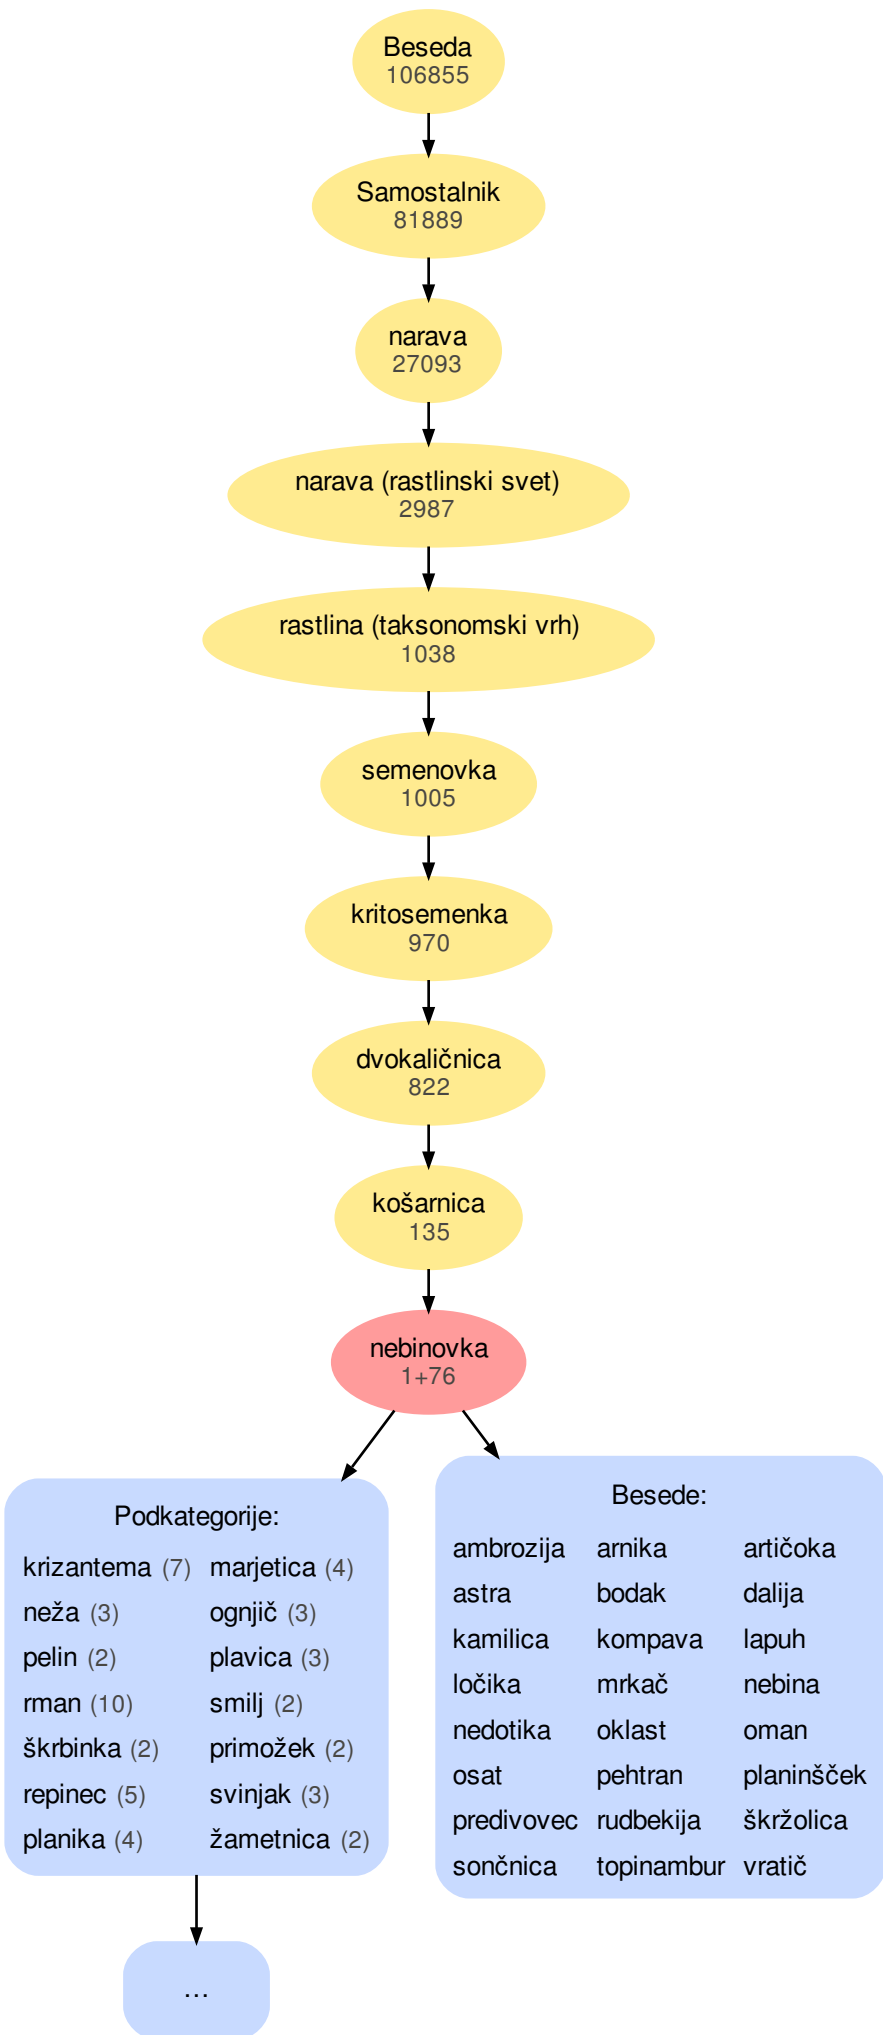 Beseda
106855
Samostalnik
81889
narava
27093
narava (rastlinski svet)
2987
rastlina (taksonomski vrh)
1038
semenovka
1005
kritosemenka
970
dvokaličnica
822
košarnica
135
nebinovka
1+76
Podkategorije:
krizantema (7) marjetica (4)
neža (3) ognjič (3)
pelin (2) plavica (3)
rman (10) smilj (2)
škrbinka (2) primožek (2)
repinec (5) svinjak (3)
planika (4) žametnica (2)
...
Besede:
ambrozija arnika artičoka
astra bodak dalija
kamilica kompava lapuh
ločika mrkač nebina
nedotika oklast oman
osat pehtran planinšček
predivovec rudbekija škržolica
sončnica topinambur vratič